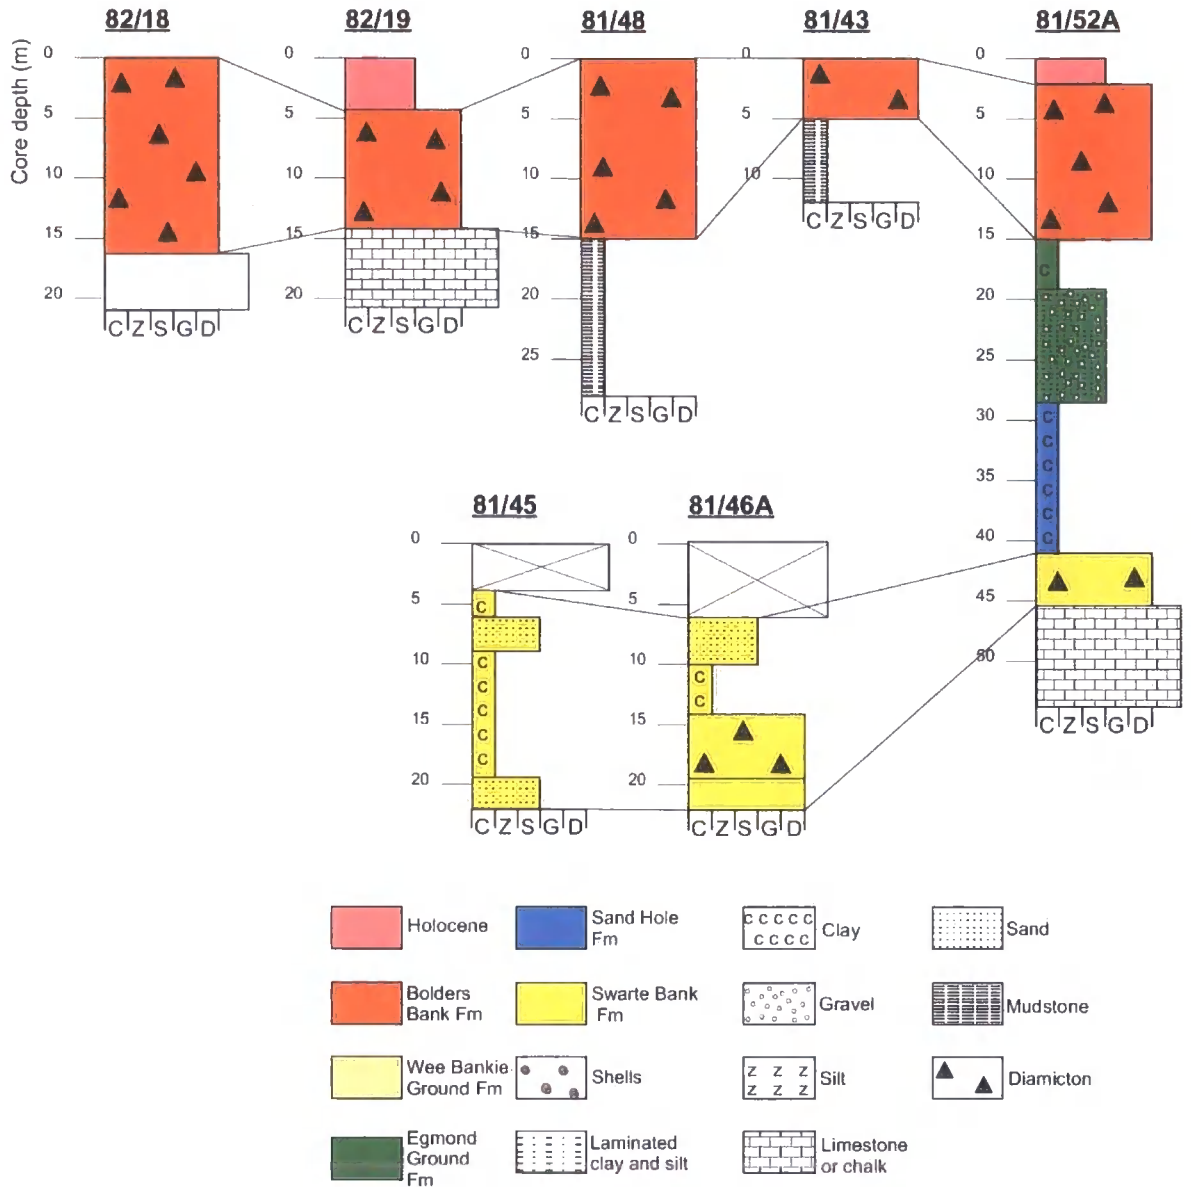 82/18 82/19 81/48 81/43 81/52A
Core depth (m)
0 0 0 0 0
5 5 5 5 5
10 10 10 10 10
15 15 15 15
20 20 20
25 25
30
35
40
45
50
C Z S G D
C Z S G D
C Z S G D
C Z S G D
C
C
C
C
C
C
C
C Z S G D
81/45 81/46A
0 0
5 5
10 10
15 15
20 20
C
C
C
C
C
C
C
C
C Z S G D
C Z S G D
Holocene
Sand Hole
Fm
C C C C C
C C C C
Clay
Sand
Bolders
Bank Fm
Swarte Bank
Fm
Gravel
Mudstone
Wee Bankie
Ground Fm
Shells
Z Z Z
Z Z Z
Silt
Diamicton
Egmond
Ground
Fm
Laminated
clay and silt
Limestone
or chalk